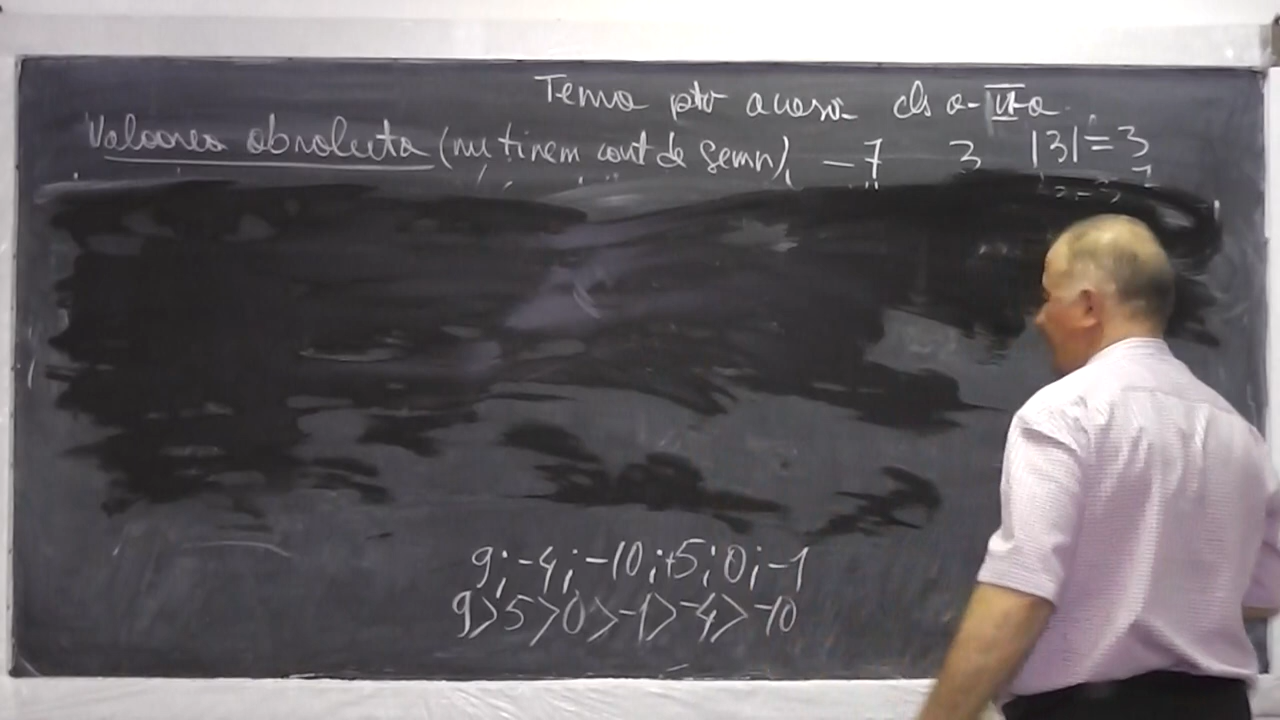 Tema ptr acasa cls a-VI-a
Valoarea absoluta (nu tinem cont de semn), -7 3 |3|=3
9;-4;-10;+5;0;-1
9>5>0>-1>-4>-10